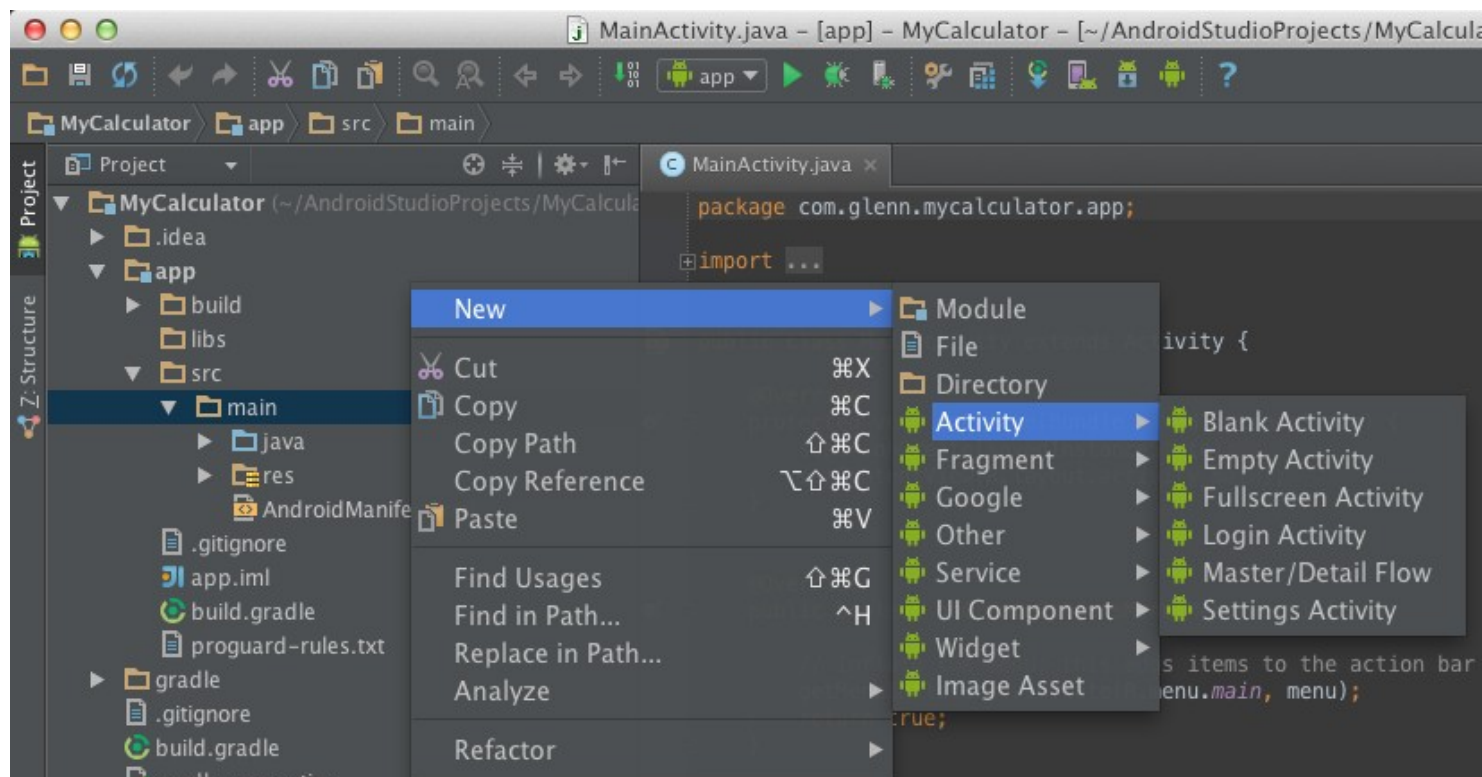 MainActivity.java – [app] – MyCalculator – [~/AndroidStudioProjects/MyCalcula
app
MyCalculator app src main
Project
Z: Structure
Project
MainActivity.java
MyCalculator (~/AndroidStudioProjects/MyCalcula
package com.glenn.mycalculator.app;
.idea
app
import ...
build
New
Module
libs
File
ivity {
src
Cut ⌘X
Directory
main
Copy ⌘C
Activity
Blank Activity
java
Copy Path ⇧⌘C
Fragment
Empty Activity
res
Copy Reference ⌥⇧⌘C
Google
Fullscreen Activity
AndroidManife
Paste ⌘V
Other
Login Activity
.gitignore
app.iml
Find Usages ⇧⌘G
Service
Master/Detail Flow
build.gradle
Find in Path... ^H
UI Component
Settings Activity
proguard-rules.txt
Replace in Path...
Widget
s items to the action bar
gradle
Analyze
Image Asset
enu.main, menu);
.gitignore
rue;
build.gradle
Refactor